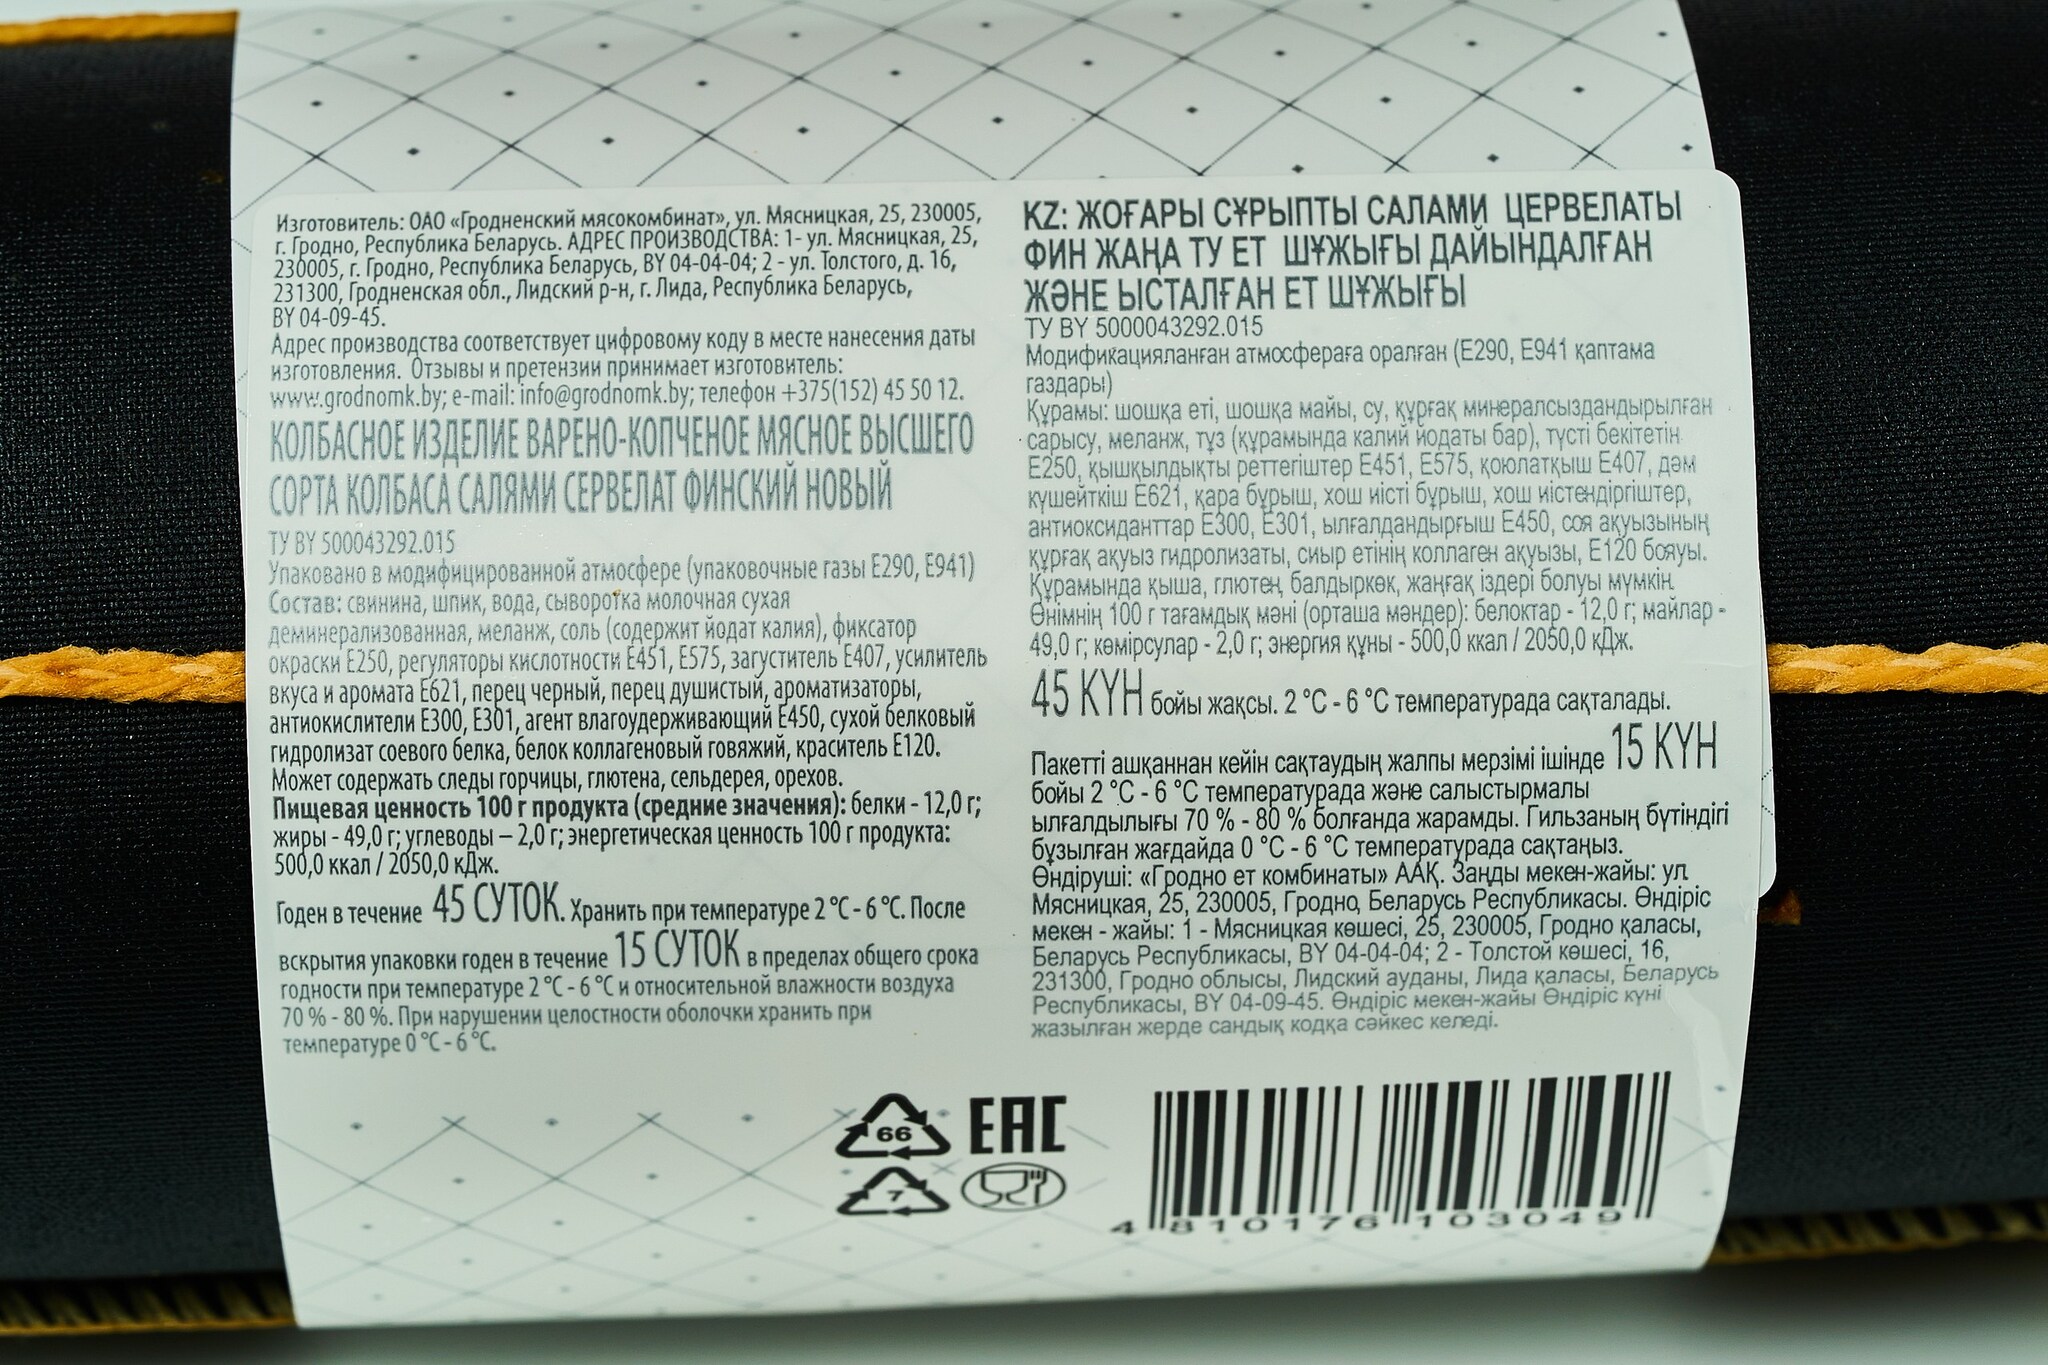 Изготовитель: ОАО «Гродненский мясокомбинат», ул. Мясницкая, 25, 230005,
г. Гродно, Республика Беларусь. АДРЕС ПРОИЗВОДСТВА: 1- ул. Мясницкая, 25,
230005, г. Гродно, Республика Беларусь, BY 04-04-04; 2 - ул. Толстого, д. 16,
231300, Гродненская обл., Лидский р-н, г. Лида, Республика Беларусь,
BY 04-09-45.
Адрес производства соответствует цифровому коду в месте нанесения даты
изготовления. Отзывы и претензии принимает изготовитель:
www.grodnomk.by; e-mail: info@grodnomk.by; телефон +375(152) 45 50 12.
КОЛБАСНОЕ ИЗДЕЛИЕ ВАРЕНО-КОПЧЕНОЕ МЯСНОЕ ВЫСШЕГО
СОРТА КОЛБАСА САЛЯМИ СЕРВЕЛАТ ФИНСКИЙ НОВЫЙ
ТУ BY 500043292.015
Упаковано в модифицированной атмосфере (упаковочные газы Е290, Е941)
Состав: свинина, шпик, вода, сыворотка молочная сухая
деминерализованная, меланж, соль (содержит йодат калия), фиксатор
окраски Е250, регуляторы кислотности Е451, Е575, загуститель Е407, усилитель
вкуса и аромата Е621, перец черный, перец душистый, ароматизаторы,
антиокислители Е300, Е301, агент влагоудерживающий Е450, сухой белковый
гидролизат соевого белка, белок коллагеновый говяжий, краситель Е120.
Может содержать следы горчицы, глютена, сельдерея, орехов.
Пищевая ценность 100 г продукта (средние значения): белки - 12,0 г;
жиры - 49,0 г; углеводы – 2,0 г; энергетическая ценность 100 г продукта:
500,0 ккал / 2050,0 кДж.
Годен в течение 45 СУТОК. Хранить при температуре 2 °С - 6 °С. После
вскрытия упаковки годен в течение 15 СУТОК в пределах общего срока
годности при температуре 2 °С - 6 °С и относительной влажности воздуха
70 % - 80 %. При нарушении целостности оболочки хранить при
температуре 0 °С - 6 °С.
KZ: ЖОҒАРЫ СҰРЫПТЫ САЛАМИ ЦЕРВЕЛАТЫ
ФИН ЖАҢА ТУ ЕТ ШҰЖЫҒЫ ДАЙЫНДАЛҒАН
ЖӘНЕ ЫСТАЛҒАН ЕТ ШҰЖЫҒЫ
ТУ BY 5000043292.015
Модификацияланған атмосфераға оралған (Е290, Е941 қаптама
газдары)
Құрамы: шошқа еті, шошқа майы, су, құрғақ минералсыздандырылған
сарысу, меланж, тұз (құрамында калий йодаты бар), түсті бекітетін
Е250, қышқылдықты реттегіштер Е451, Е575, қоюлатқыш Е407, дәм
күшейткіш Е621, қара бұрыш, хош иісті бұрыш, хош иістендіргіштер,
антиоксиданттар Е300, Е301, ылғалдандырғыш Е450, соя ақуызының
құрғақ ақуыз гидролизаты, сиыр етінің коллаген ақуызы, Е120 бояуы.
Құрамында қыша, глютен, балдыркөк, жаңғақ іздері болуы мүмкін.
Өнімнің 100 г тағамдық мәні (орташа мәндер): белоктар - 12,0 г; майлар -
49,0 г; көмірсулар - 2,0 г; энергия құны - 500,0 ккал / 2050,0 кДж.
45 КҮН бойы жақсы. 2 °С - 6 °С температурада сақталады.
Пакетті ашқаннан кейін сақтаудың жалпы мерзімі ішінде 15 КҮН
бойы 2 °С - 6 °С температурада және салыстырмалы
ылғалдылығы 70 % - 80 % болғанда жарамды. Гильзаның бүтіндігі
бұзылған жағдайда 0 °С - 6 °С температурада сақтаңыз.
Өндіруші: «Гродно ет комбинаты» ААҚ. Заңды мекен-жайы: ул.
Мясницкая, 25, 230005, Гродно, Беларусь Республикасы. Өндіріс
мекен - жайы: 1 - Мясницкая көшесі, 25, 230005, Гродно қаласы,
Беларусь Республикасы, BY 04-04-04; 2 - Толстой көшесі, 16,
231300, Гродно облысы, Лидский ауданы, Лида қаласы, Беларусь
Республикасы, BY 04-09-45. Өндіріс мекен-жайы Өндіріс күні
жазылған жерде сандық кодқа сәйкес келеді.
66
ЕАС
7
4 810176 103049